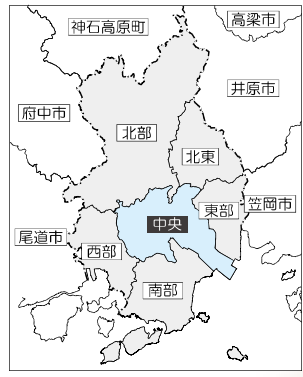 高梁市
神石高原町
井原市
府中市
北部
北東
笠岡市
東部
中央
尾道市
西部
南部